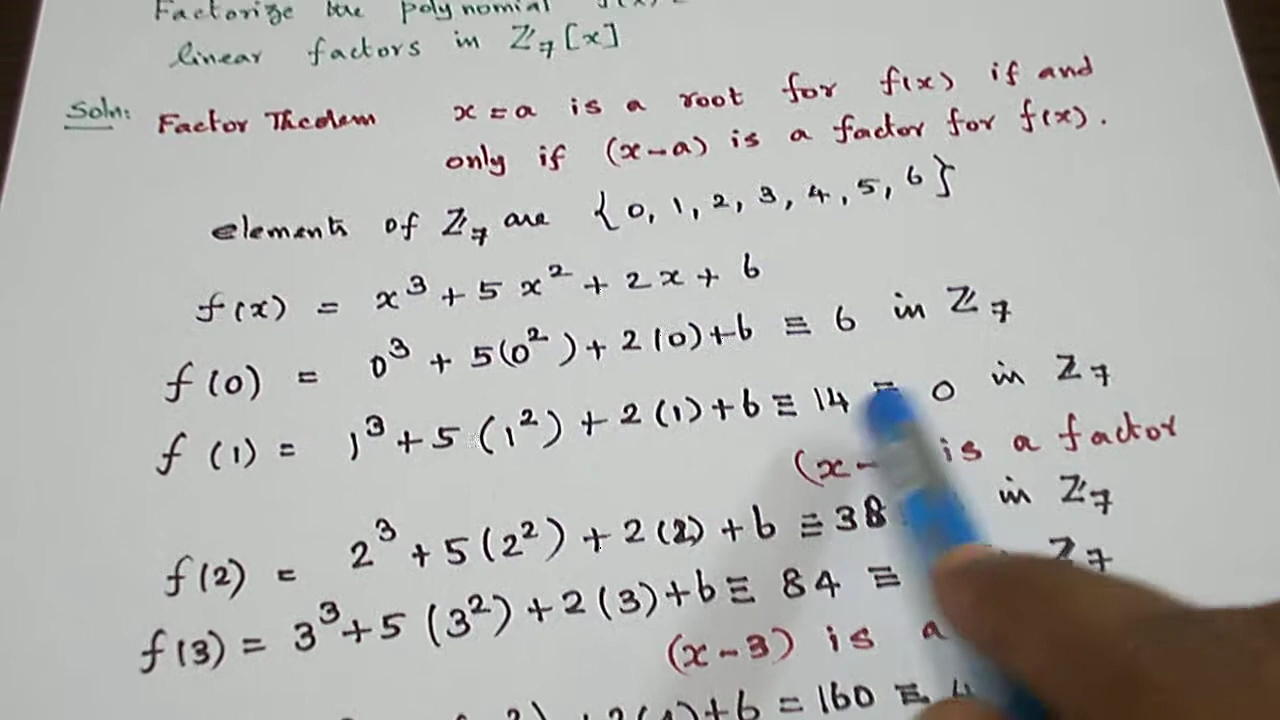 Factorize the polynomial
linear factors in ℤ₇[x]
Soln: Factor Theorem x = a is a root for f(x) if and
only if (x-a) is a factor for f(x).
elements of ℤ₇ are {0, 1, 2, 3, 4, 5, 6}
f(x) = x³ + 5x² + 2x + 6
f(0) = 0³ + 5(0²) + 2(0)+6 ≡ 6 in ℤ₇
f(1) = 1³ + 5(1²) + 2(1)+6 ≡ 14 ≡ 0 in ℤ₇
(x- is a factor
f(2) = 2³ + 5(2²) + 2(2) + 6 ≡ 38 in ℤ₇
f(3) = 3³ + 5(3²) + 2(3)+6 ≡ 84 ≡ ℤ₇
(x-3) is a
+6 = 160 ≡ 4